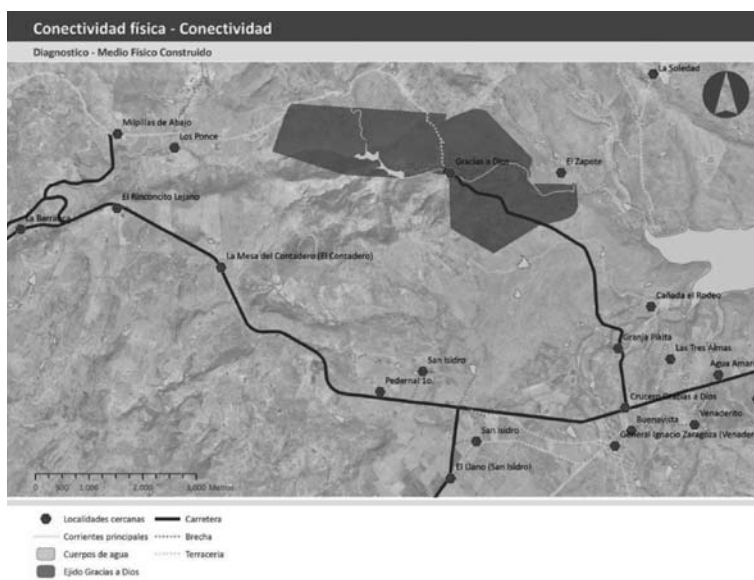 Conectividad física - Conectividad
Diagnostico - Medio Físico Construido
La Soledad
Milpillas de Abajo
Los Ponce
Gracias a Dios
El Zapote
El Rinconcito Lejano
La Barranca
La Mesa del Contadero (El Contadero)
Cañada el Rodeo
Granja Pikita
Las Tres Almas
San Isidro
Agua Amar
Pedernal 1o.
Crucero Gracias a Dios
Buenavista
Venaderito
San Isidro
General Ignacio Zaragoza (Venader
El Llano (San Isidro)
0 500 1,000 2,000 3,000 Metros
Localidades cercanas Carretera
Corrientes principales Brecha
Cuerpos de agua Terraceria
Ejido Gracias a Dios